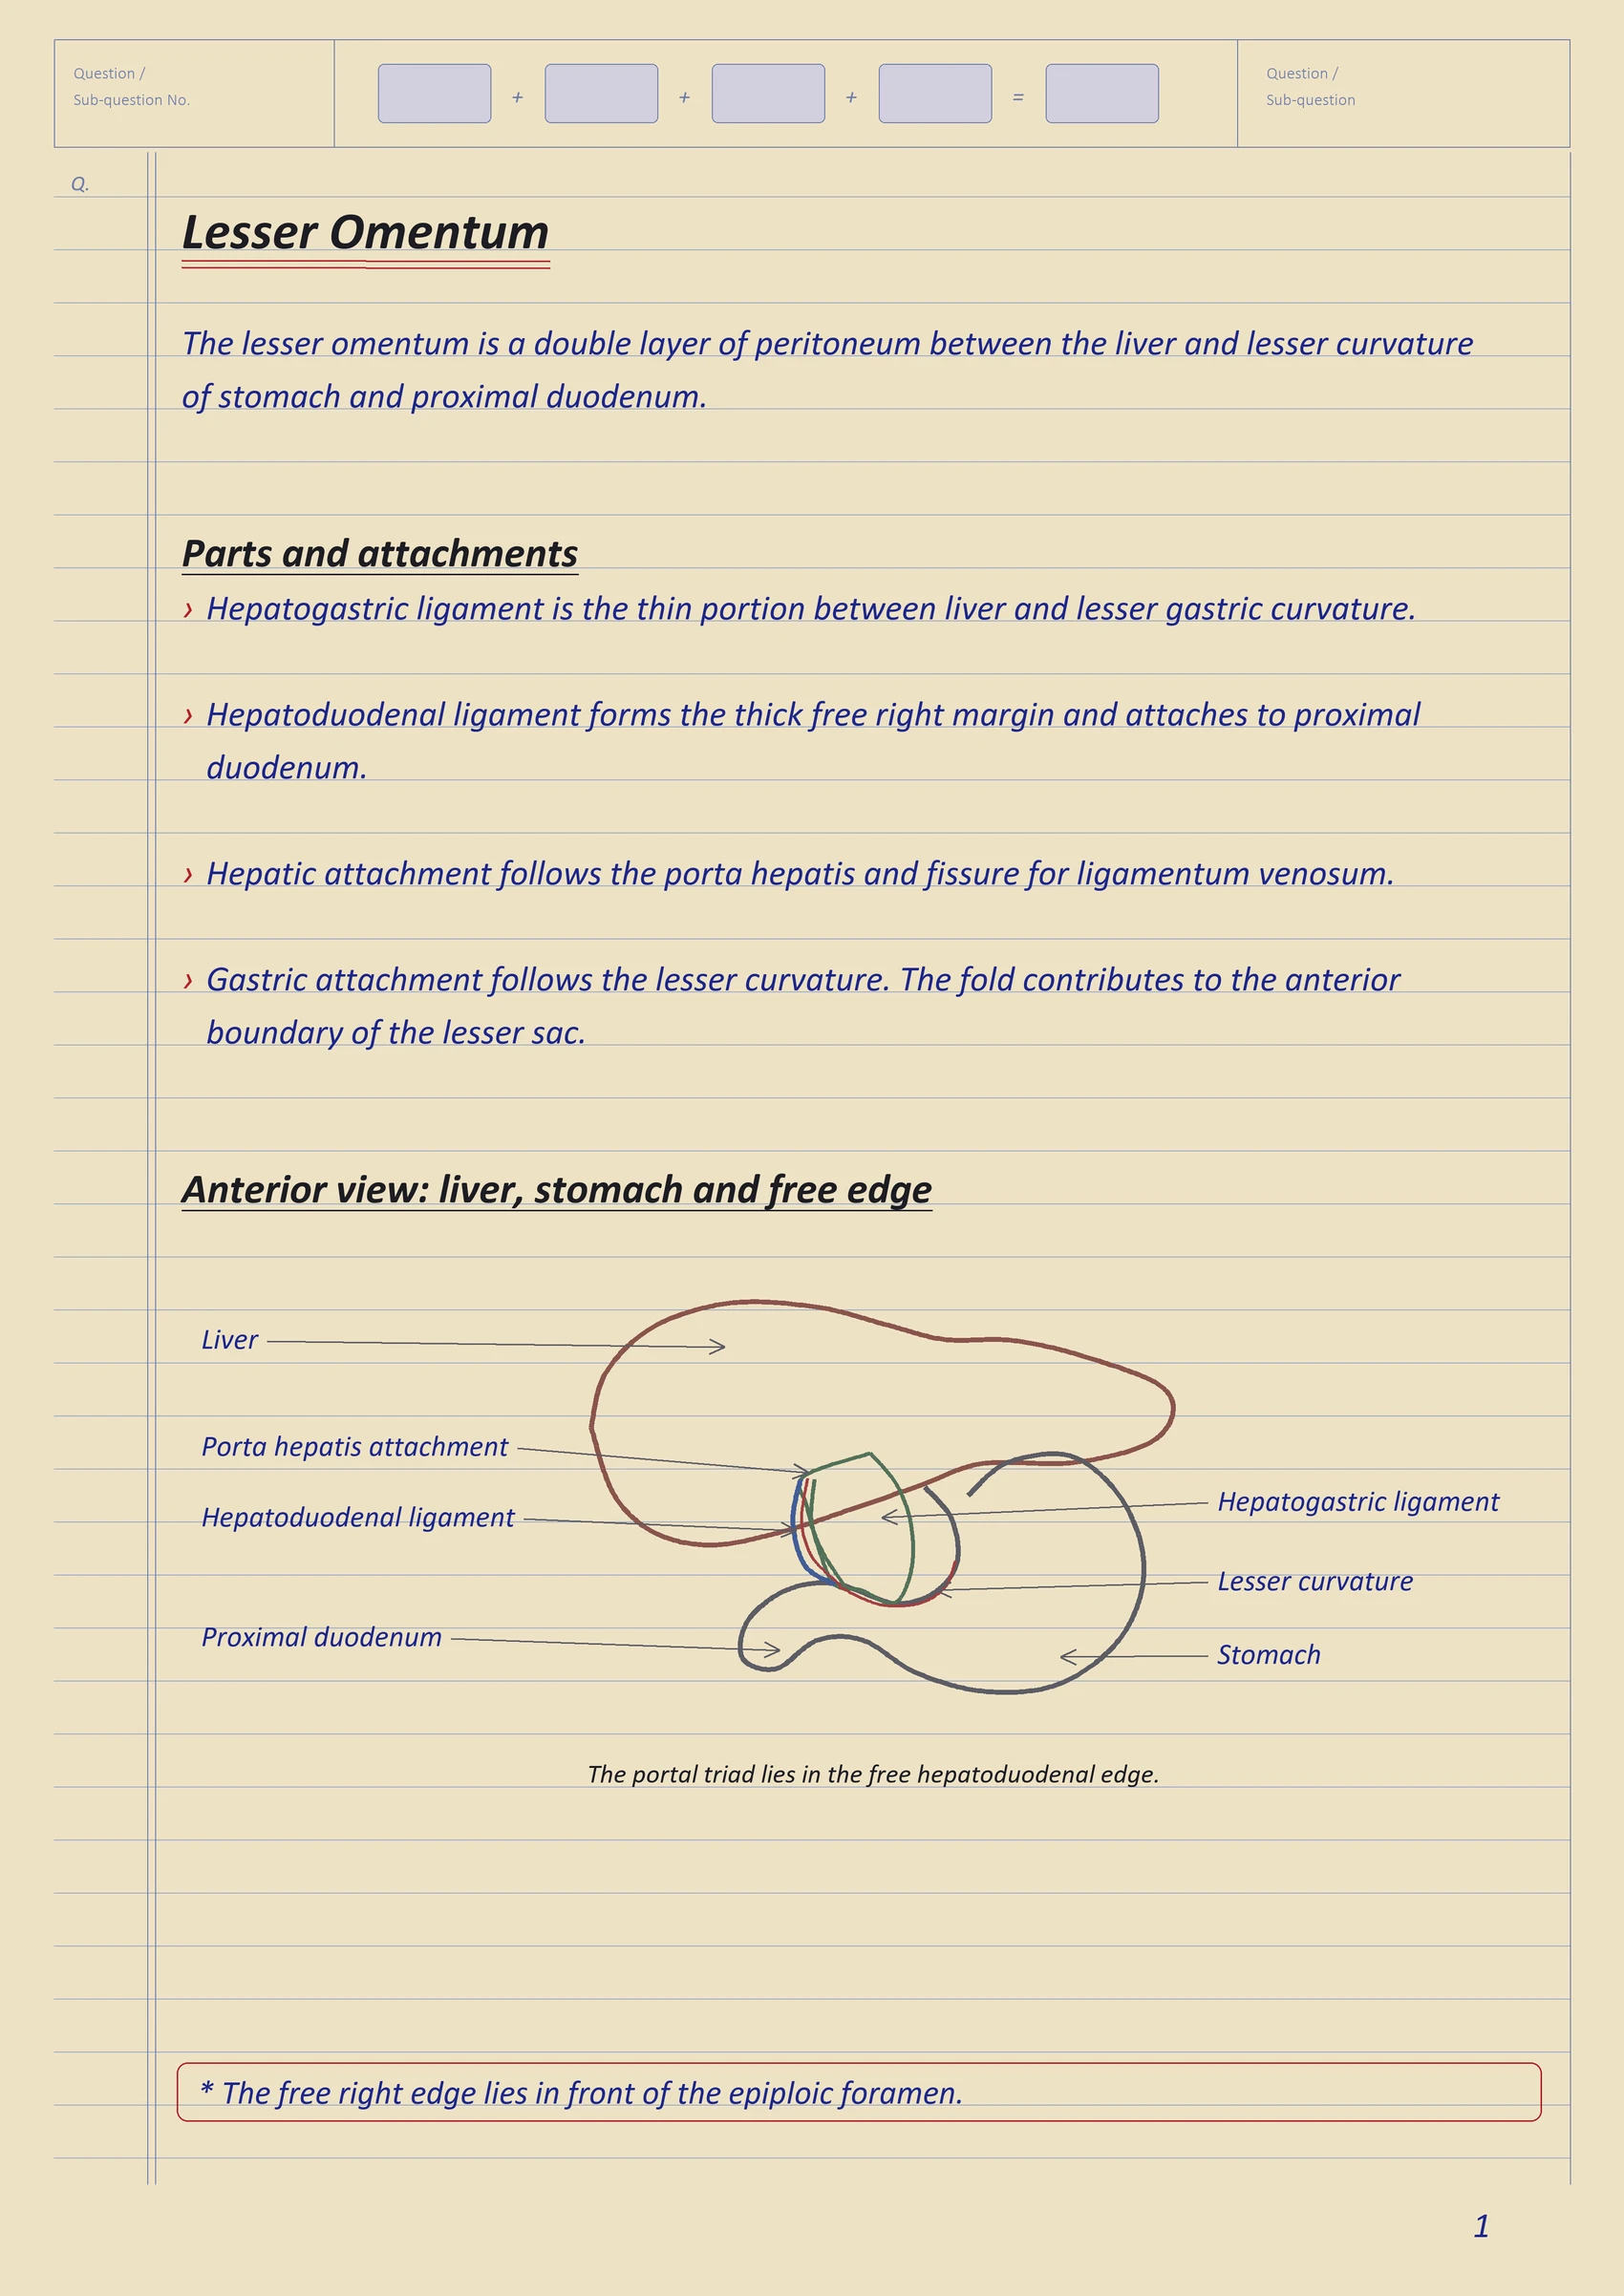 Question /
Sub-question No.
+ + + =
Question /
Sub-question
Q.
Lesser Omentum
The lesser omentum is a double layer of peritoneum between the liver and lesser curvature
of stomach and proximal duodenum.
Parts and attachments
› Hepatogastric ligament is the thin portion between liver and lesser gastric curvature.
› Hepatoduodenal ligament forms the thick free right margin and attaches to proximal
duodenum.
› Hepatic attachment follows the porta hepatis and fissure for ligamentum venosum.
› Gastric attachment follows the lesser curvature. The fold contributes to the anterior
boundary of the lesser sac.
Anterior view: liver, stomach and free edge
Liver
Porta hepatis attachment
Hepatoduodenal ligament
Proximal duodenum
Hepatogastric ligament
Lesser curvature
Stomach
The portal triad lies in the free hepatoduodenal edge.
* The free right edge lies in front of the epiploic foramen.
1